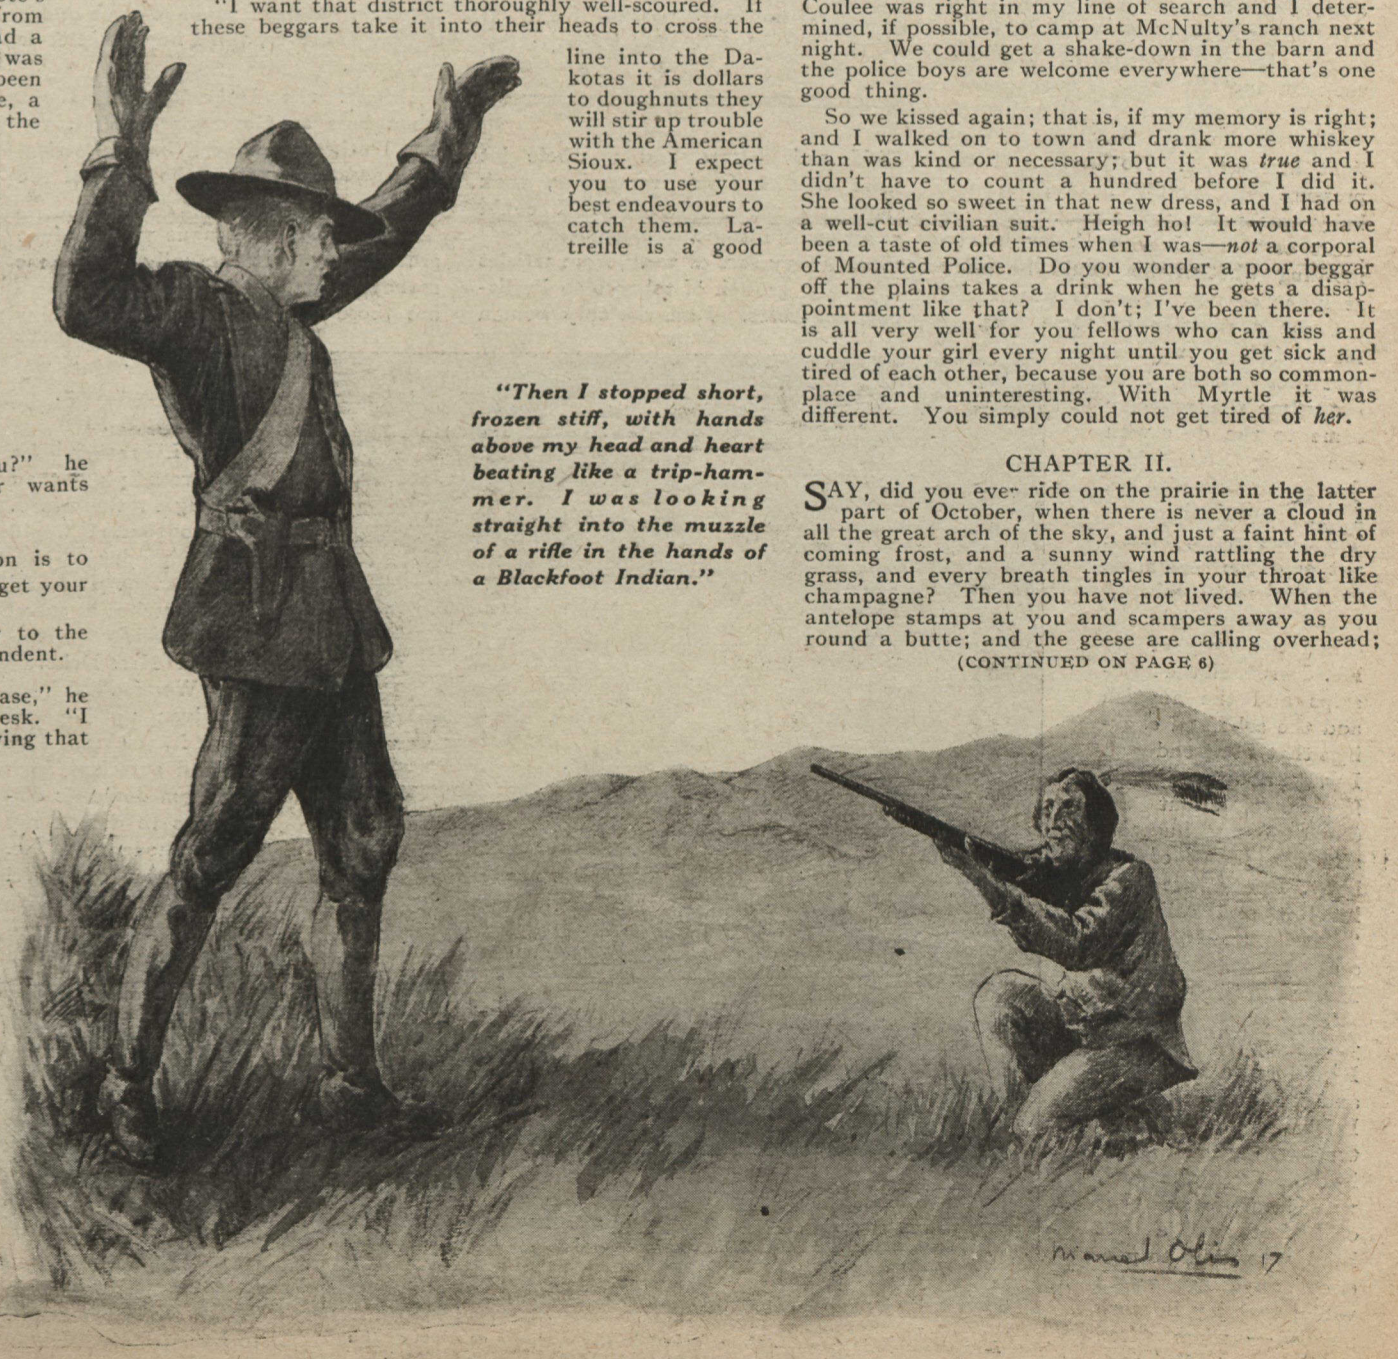 from
nd a
was
been
e, a
the
u?" he
r wants
on is to
get your
to the
ndent.
ase," he
esk. "I
ving that
"I want that district thoroughly well-scoured. If
these beggars take it into their heads to cross the
line into the Da-
kotas it is dollars
to doughnuts they
will stir up trouble
with the American
Sioux. I expect
you to use your
best endeavours to
catch them. La-
treille is a good
"Then I stopped short,
frozen stiff, with hands
above my head and heart
beating like a trip-ham-
mer. I was looking
straight into the muzzle
of a rifle in the hands of
a Blackfoot Indian."
Coulee was right in my line of search and I deter-
mined, if possible, to camp at McNulty's ranch next
night. We could get a shake-down in the barn and
the police boys are welcome everywhere—that's one
good thing.
So we kissed again; that is, if my memory is right;
and I walked on to town and drank more whiskey
than was kind or necessary; but it was true and I
didn't have to count a hundred before I did it.
She looked so sweet in that new dress, and I had on
a well-cut civilian suit. Heigh ho! It would have
been a taste of old times when I was—not a corporal
of Mounted Police. Do you wonder a poor beggar
off the plains takes a drink when he gets a disap-
pointment like that? I don't; I've been there. It
is all very well for you fellows who can kiss and
cuddle your girl every night until you get sick and
tired of each other, because you are both so common-
place and uninteresting. With Myrtle it was
different. You simply could not get tired of her.
CHAPTER II.
SAY, did you ever ride on the prairie in the latter
part of October, when there is never a cloud in
all the great arch of the sky, and just a faint hint of
coming frost, and a sunny wind rattling the dry
grass, and every breath tingles in your throat like
champagne? Then you have not lived. When the
antelope stamps at you and scampers away as you
round a butte; and the geese are calling overhead;
(CONTINUED ON PAGE 6)
17